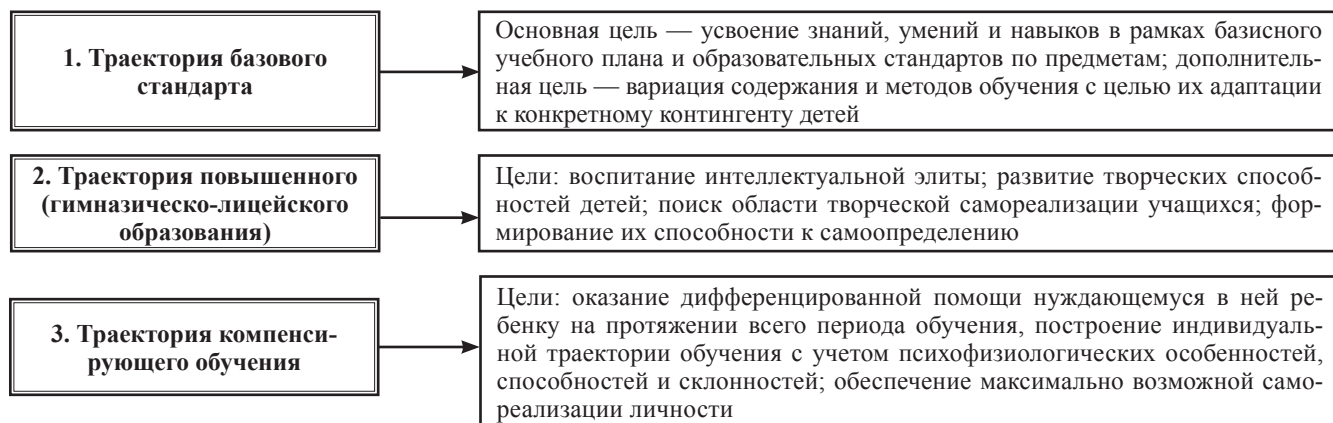 1. Траектория базового
стандарта
Основная цель — усвоение знаний, умений и навыков в рамках базисного
учебного плана и образовательных стандартов по предметам; дополнитель-
ная цель — вариация содержания и методов обучения с целью их адаптации
к конкретному контингенту детей
2. Траектория повышенного
(гимназическо-лицейского
образования)
Цели: воспитание интеллектуальной элиты; развитие творческих способ-
ностей детей; поиск области творческой самореализации учащихся; фор-
мирование их способности к самоопределению
3. Траектория компенси-
рующего обучения
Цели: оказание дифференцированной помощи нуждающемуся в ней ре-
бенку на протяжении всего периода обучения, построение индивидуаль-
ной траектории обучения с учетом психофизиологических особенностей,
способностей и склонностей; обеспечение максимально возможной само-
реализации личности